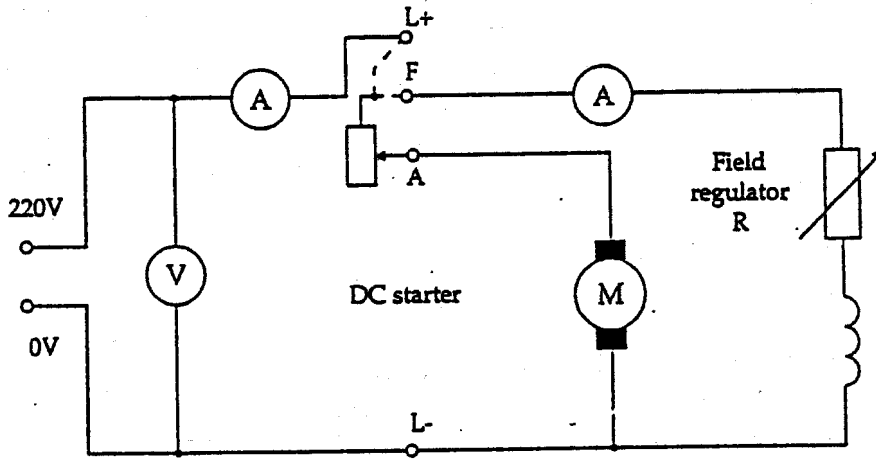 L+
F
A
A
A
Field
regulator
R
220V
V
DC starter
M
0V
L-